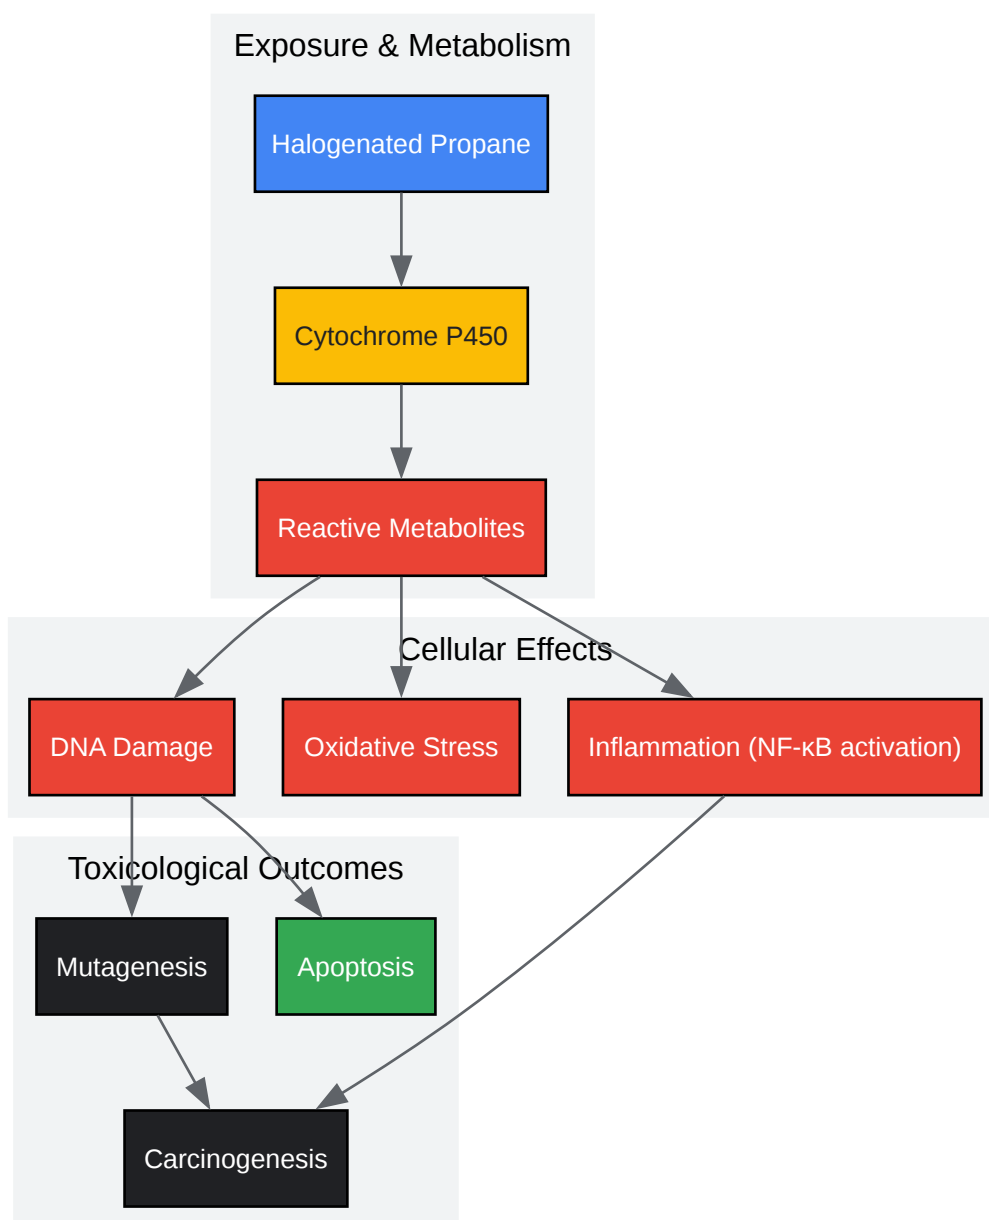 Exposure & Metabolism
Halogenated Propane
Cytochrome P450
Reactive Metabolites
Cellular Effects
DNA Damage
Oxidative Stress
Inflammation (NF-κB activation)
Toxicological Outcomes
Mutagenesis
Apoptosis
Carcinogenesis